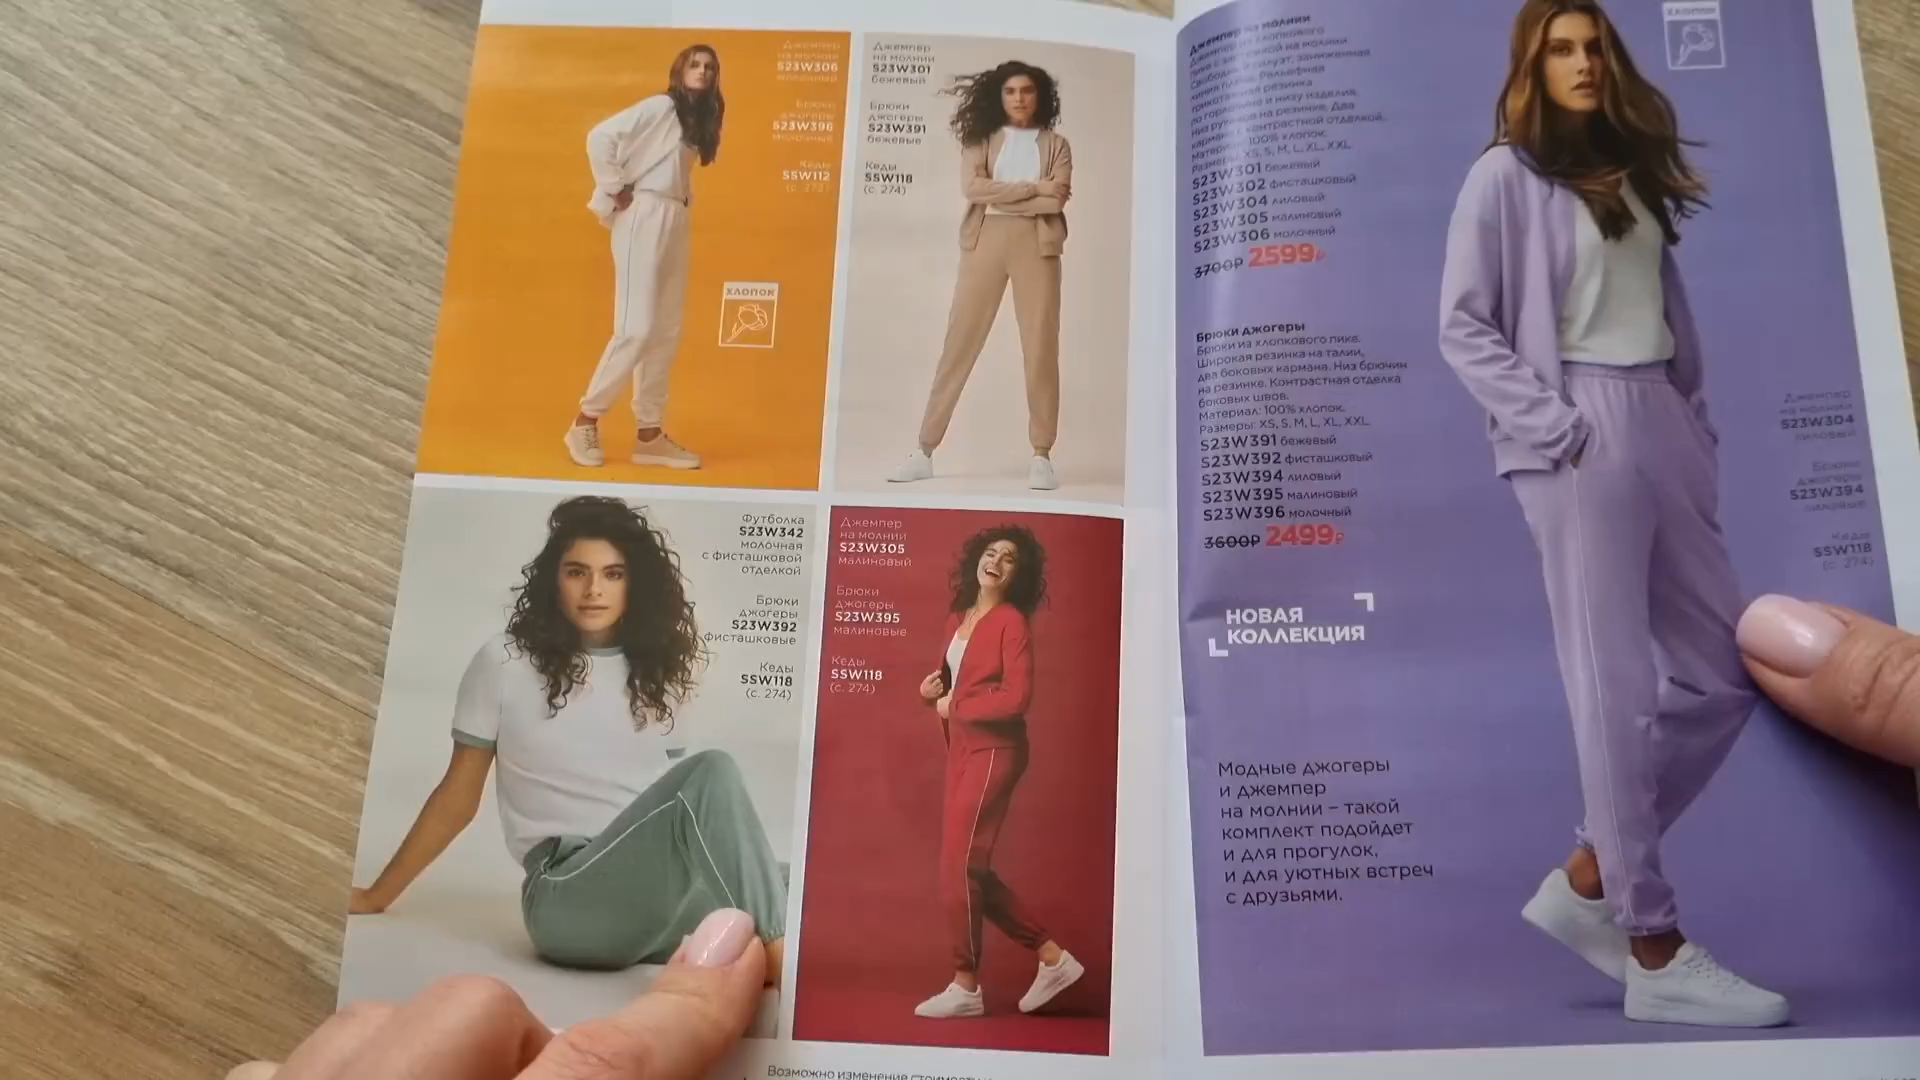 Джемпер
на молнии
S23W306
молочный
Брюки
джогеры
S23W396
молочные
Кеды
SSW112
ХЛОПОК
Джемпер
на молнии
S23W301
бежевый
Брюки
джогеры
S23W391
бежевые
Кеды
SSW118
(с. 274)
Футболка
S23W342
молочная
с фисташковой
отделкой
Брюки
джогеры
S23W392
фисташковые
Кеды
SSW118
(с. 274)
Джемпер
на молнии
S23W305
малиновый
Брюки
джогеры
S23W395
малиновые
Кеды
SSW118
(с. 274)
Возможно изменение стоимости
Джемпер на молнии
Джемпер из хлопкового
на молнии.
силуэт, заниженная
Рельефная
трикотажная резинка
по горловине и низу изделия.
Низ рукавов на резинке. Два
кармана с контрастной отделкой.
Материал: 100% хлопок.
Размеры: XS, S, M, L, XL, XXL
S23W301 бежевый
S23W302 фисташковый
S23W304 лиловый
S23W305 малиновый
S23W306 молочный
3700₽ 2599₽
Брюки джогеры
Брюки из хлопкового пике.
Широкая резинка на талии,
два боковых кармана. Низ брючин
на резинке. Контрастная отделка
боковых швов.
Материал: 100% хлопок.
Размеры: XS, S, M, L, XL, XXL
S23W391 бежевый
S23W392 фисташковый
S23W394 лиловый
S23W395 малиновый
S23W396 молочный
3600₽ 2499₽
НОВАЯ
КОЛЛЕКЦИЯ
Модные джогеры
и джемпер
на молнии – такой
комплект подойдет
и для прогулок,
и для уютных встреч
с друзьями.
ХЛОПОК
Джемпер
на молнии
S23W304
лиловый
Брюки
джогеры
S23W394
лиловые
Кеды
SSW118
(с. 274)